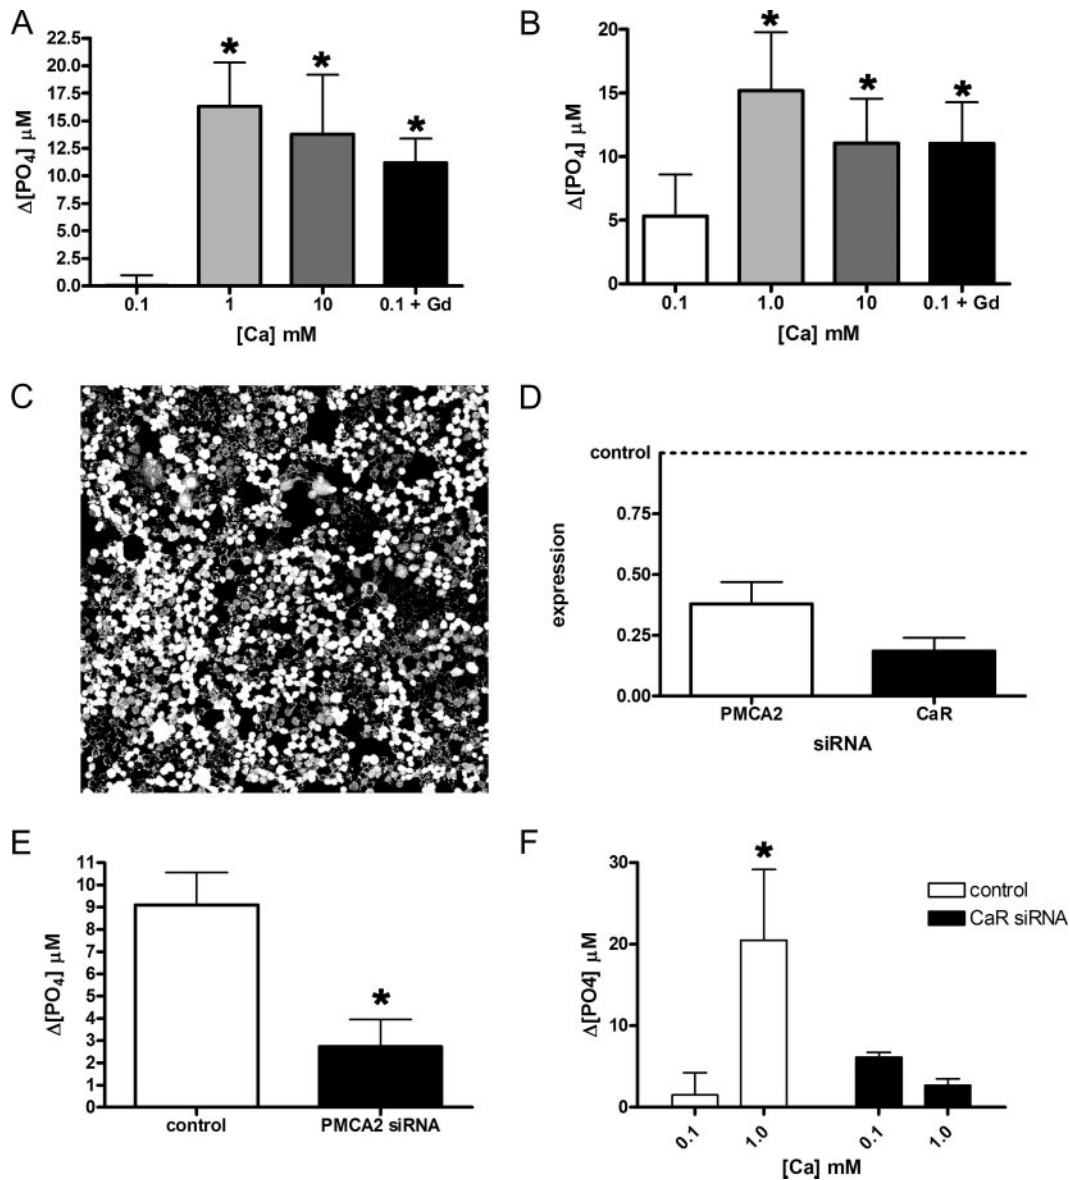 A
Δ[PO₄] μM
22.5
20.0
17.5
15.0
12.5
10.0
7.5
5.0
2.5
0.0
*
*
*
0.1
1
10
0.1 + Gd
[Ca] mM
B
Δ[PO₄] μM
20
15
10
5
0
*
*
*
0.1
1.0
10
0.1 + Gd
[Ca] mM
C
D
expression
control
0.75
0.50
0.25
0.00
PMCA2
CaR
siRNA
E
Δ[PO₄] μM
11
10
9
8
7
6
5
4
3
2
1
0
*
control
PMCA2 siRNA
F
Δ[PO4] μM
30
20
10
0
*
control
CaR siRNA
0.1
1.0
0.1
1.0
[Ca] mM